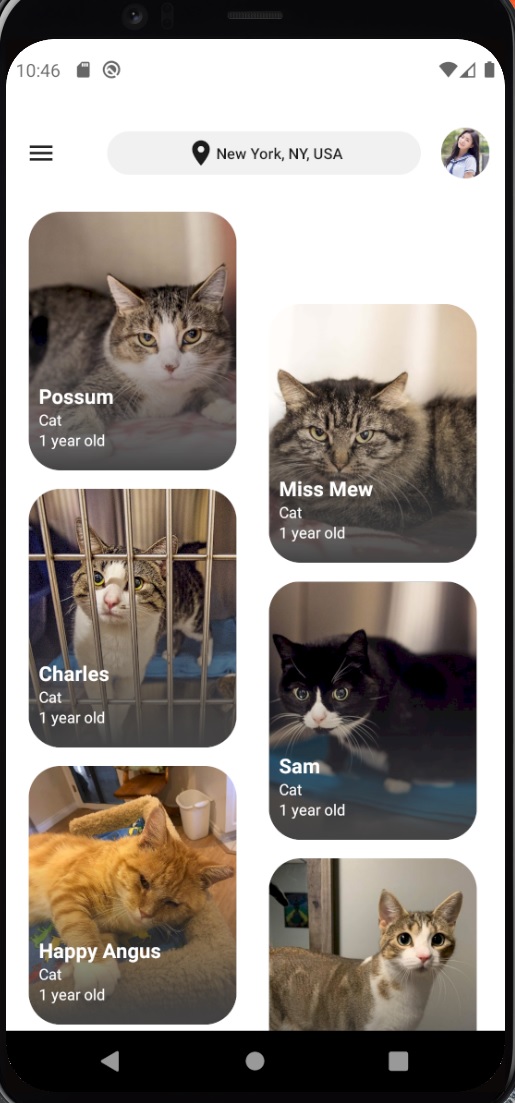 10:46
New York, NY, USA
Possum
Cat
1 year old
Miss Mew
Cat
1 year old
Charles
Cat
1 year old
Sam
Cat
1 year old
Happy Angus
Cat
1 year old